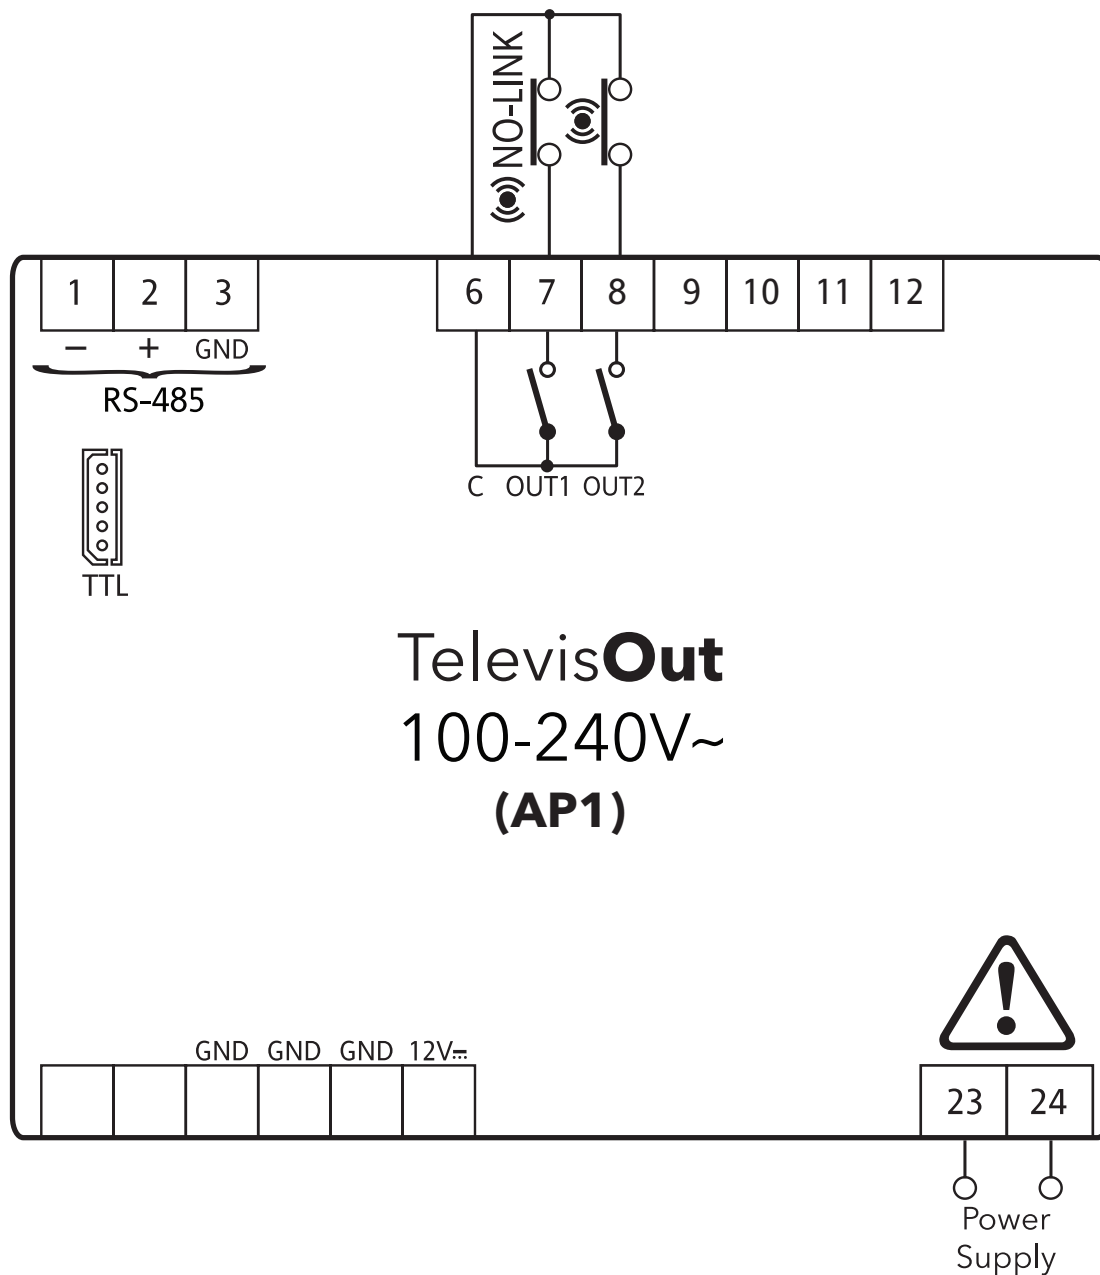 NO-LINK
1 2 3
6 7 8 9 10 11 12
− + GND
RS-485
C OUT1 OUT2
TTL
TelevisOut
100-240V~
(AP1)
GND GND GND 12V⎓
23 24
Power
Supply